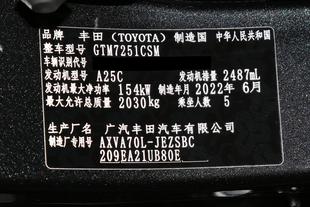 品牌 丰田（TOYOTA） 制造国 中华人民共和国
整车型号 GTM7251CSM
车辆识别代号
发动机型号 A25C 发动机排量 2487mL
发动机最大净功率 154kW 制造年月 2022年6月
最大允许总质量 2030kg 乘坐人数 5
生产厂名 广汽丰田汽车有限公司
制造厂专用号 AXVA70L-JEZSBC
209EA21UB80E